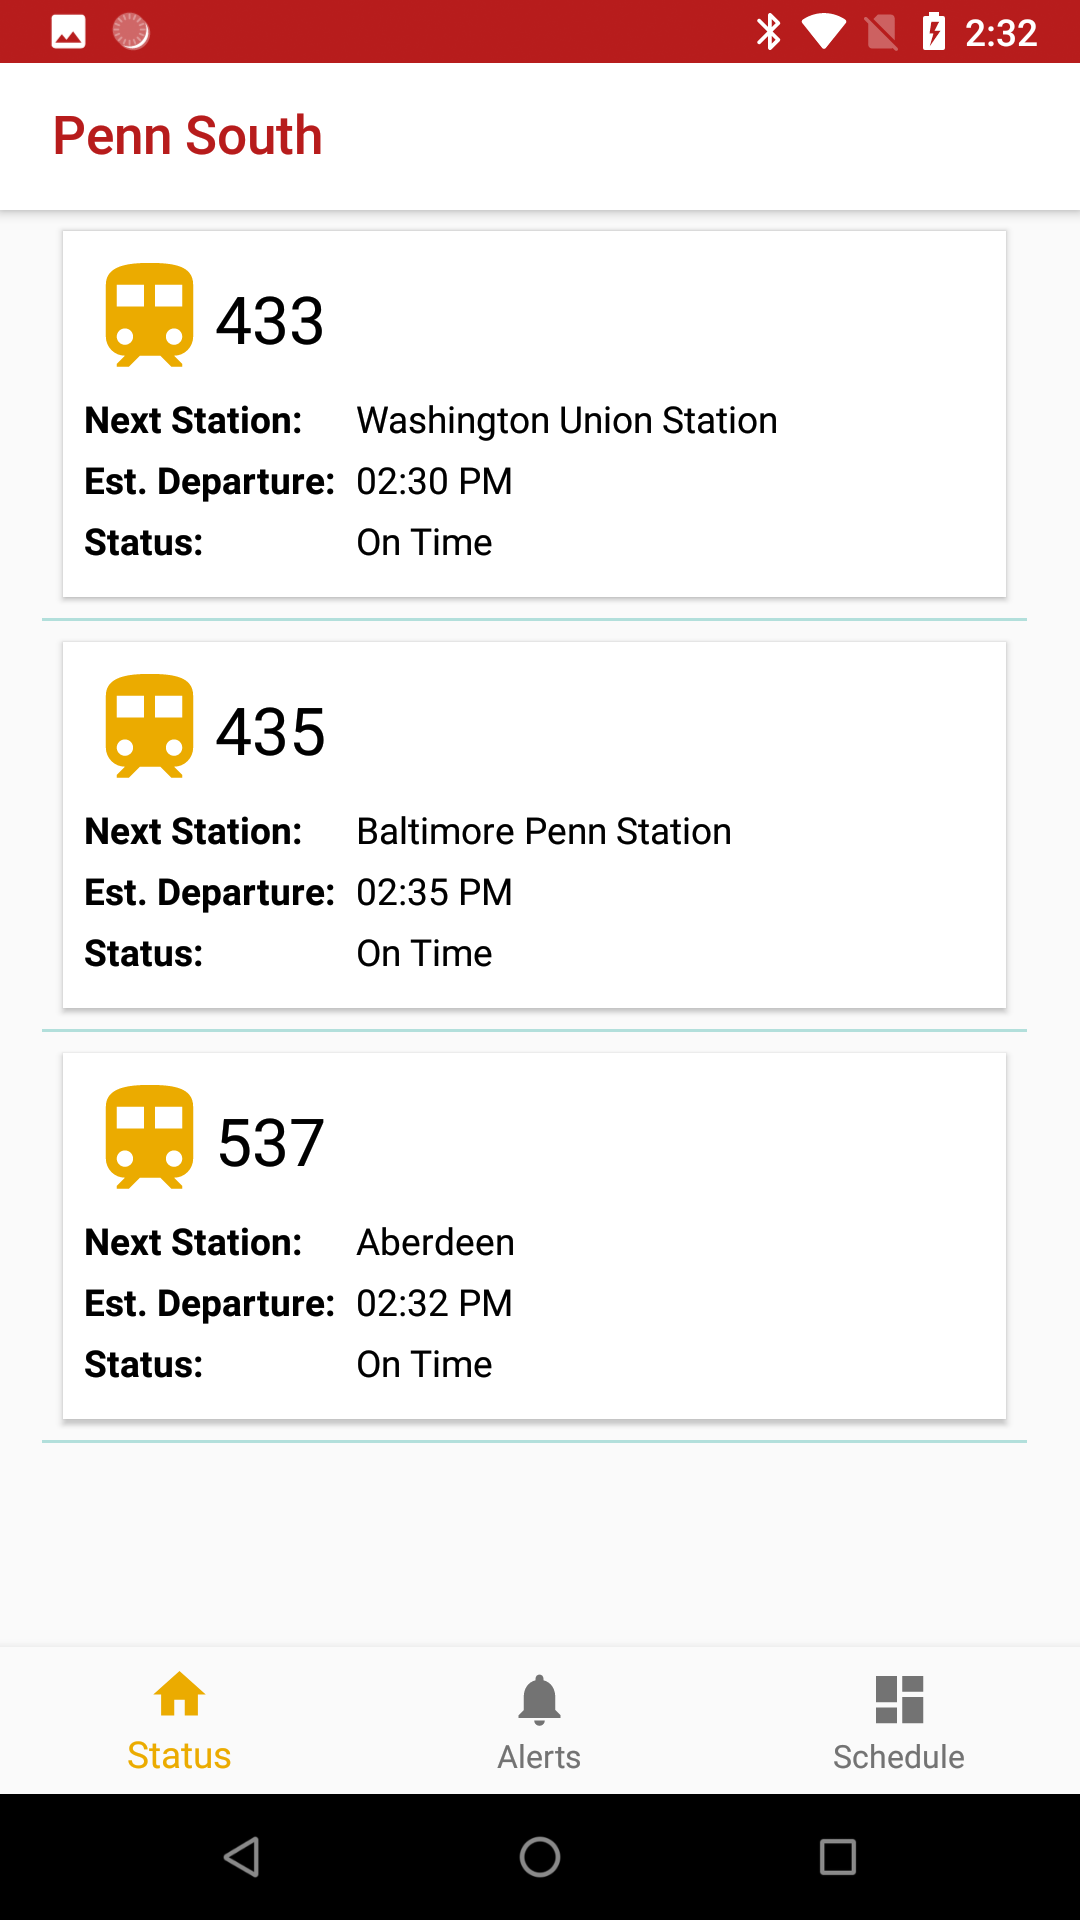 2:32
Penn South
433
Next Station: Washington Union Station
Est. Departure: 02:30 PM
Status: On Time
435
Next Station: Baltimore Penn Station
Est. Departure: 02:35 PM
Status: On Time
537
Next Station: Aberdeen
Est. Departure: 02:32 PM
Status: On Time
Status Alerts Schedule